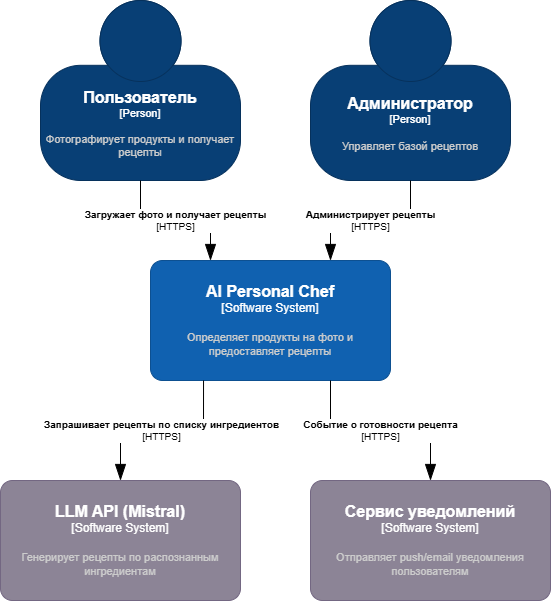 Пользователь
[Person]
Фотографирует продукты и получает
рецепты
Администратор
[Person]
Управляет базой рецептов
Загружает фото и получает рецепты
[HTTPS]
Администрирует рецепты
[HTTPS]
AI Personal Chef
[Software System]
Определяет продукты на фото и
предоставляет рецепты
Запрашивает рецепты по списку ингредиентов
[HTTPS]
Событие о готовности рецепта
[HTTPS]
LLM API (Mistral)
[Software System]
Генерирует рецепты по распознанным
ингредиентам
Сервис уведомлений
[Software System]
Отправляет push/email уведомления
пользователям